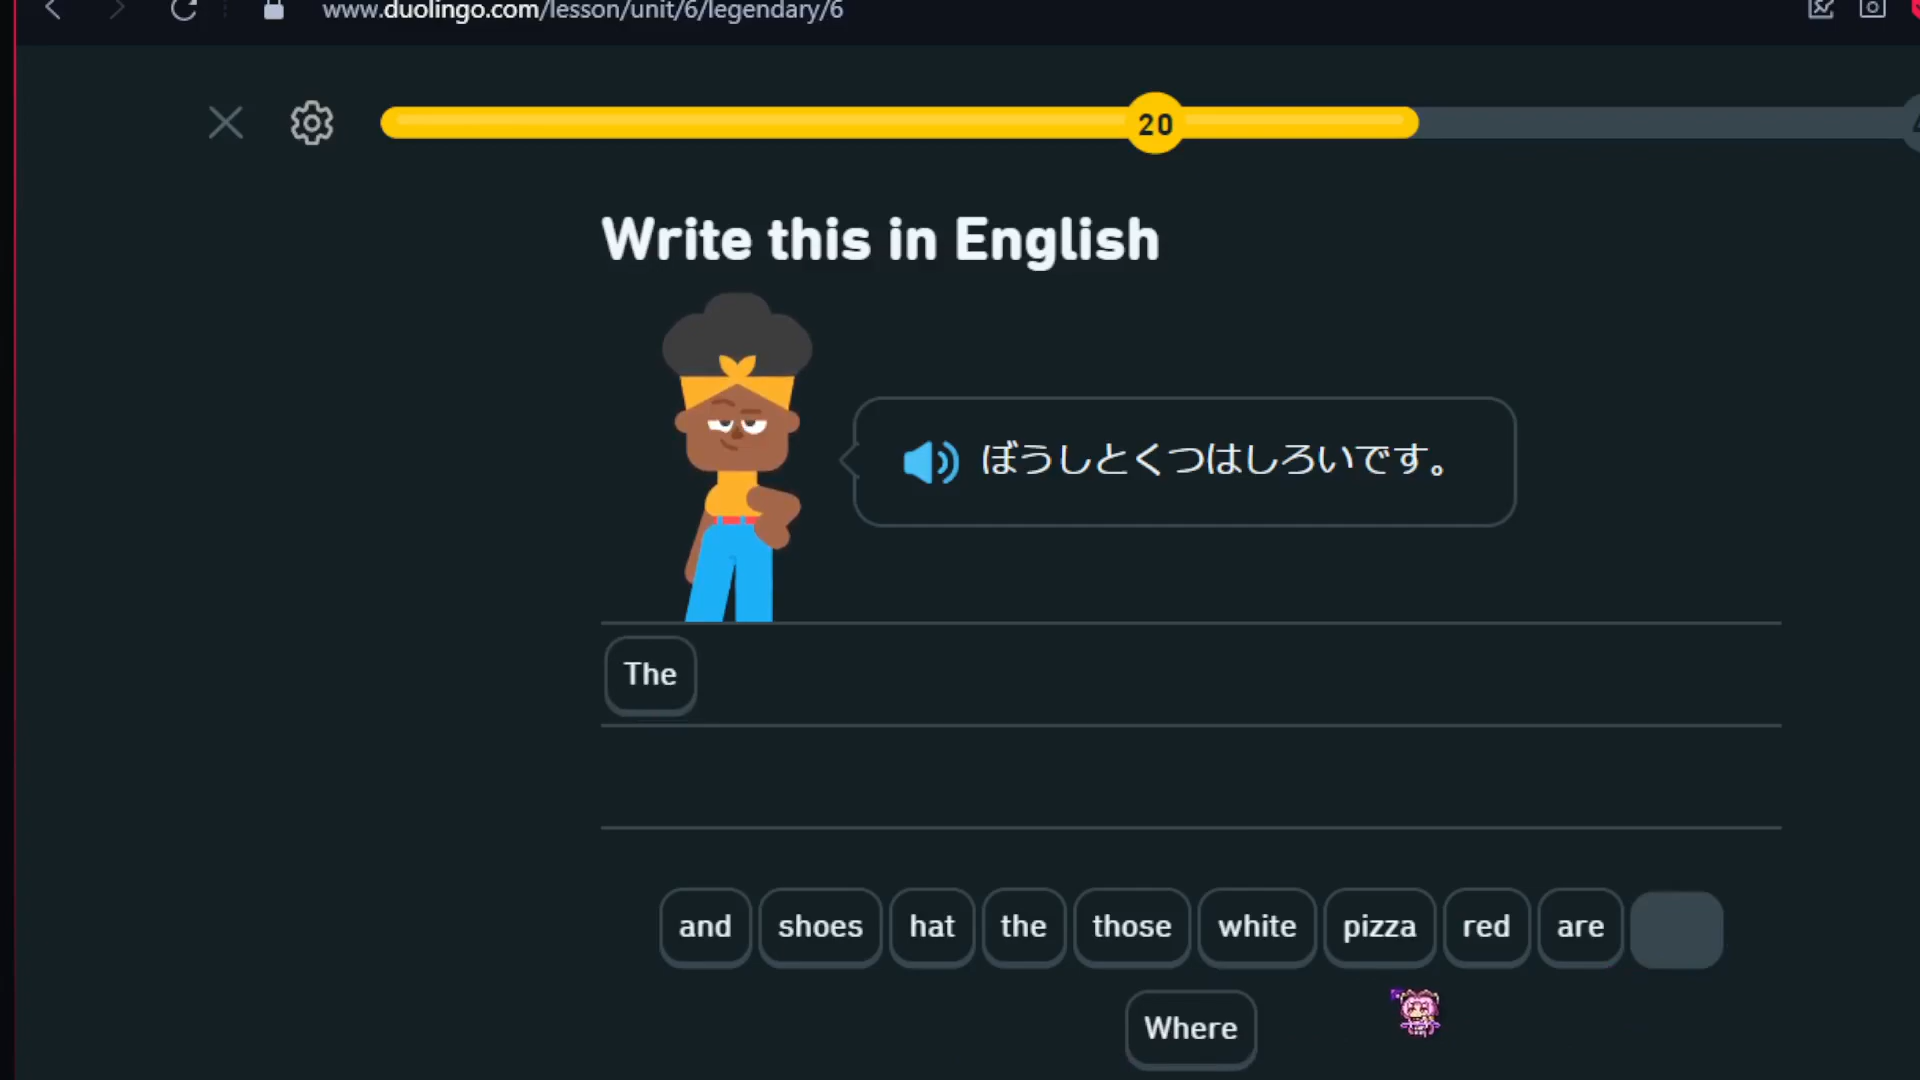 www.duolingo.com/lesson/unit/6/legendary/6
20
Write this in English
ぼうしとくつはしろいです。
The
and shoes hat the those white pizza red are
Where